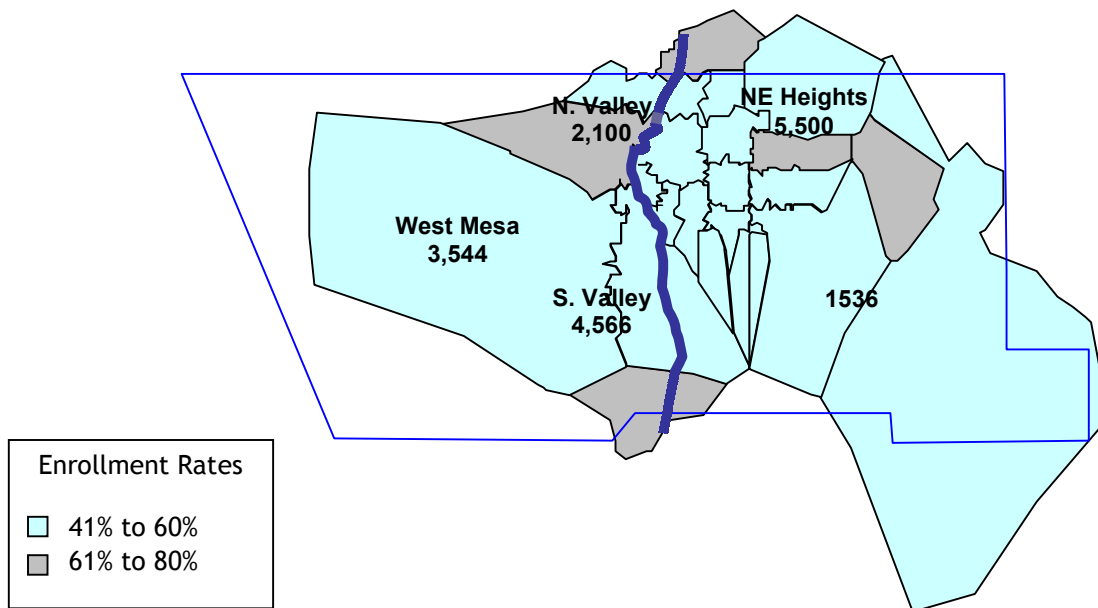 N. Valley
2,100
NE Heights
5,500
West Mesa
3,544
S. Valley
4,566
1536
Enrollment Rates
41% to 60%
61% to 80%